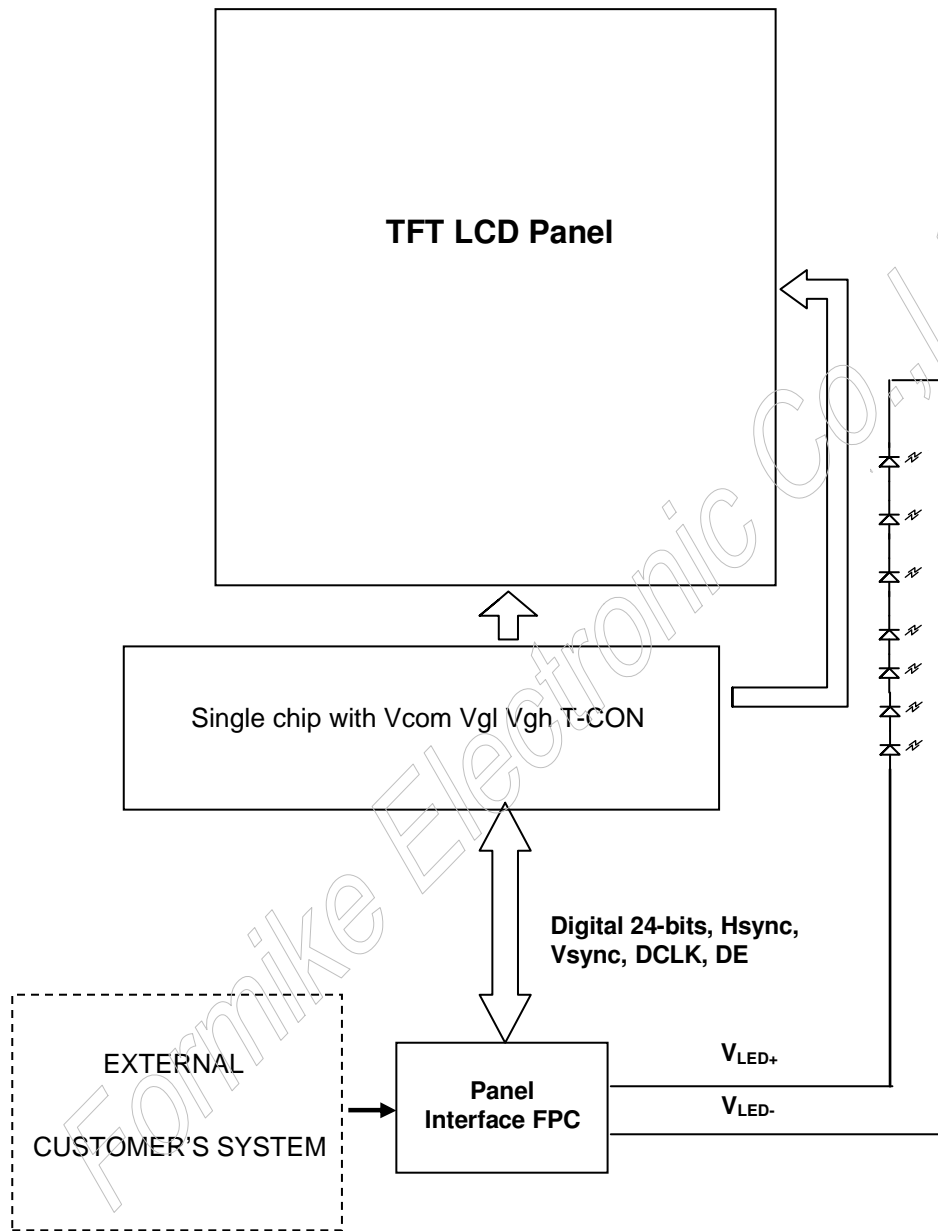 TFT LCD Panel
Single chip with Vcom Vgl Vgh T-CON
Digital 24-bits, Hsync,
Vsync, DCLK, DE
EXTERNAL
CUSTOMER'S SYSTEM
Panel
Interface FPC
VLED+
VLED-
Formike Electronic Co.,